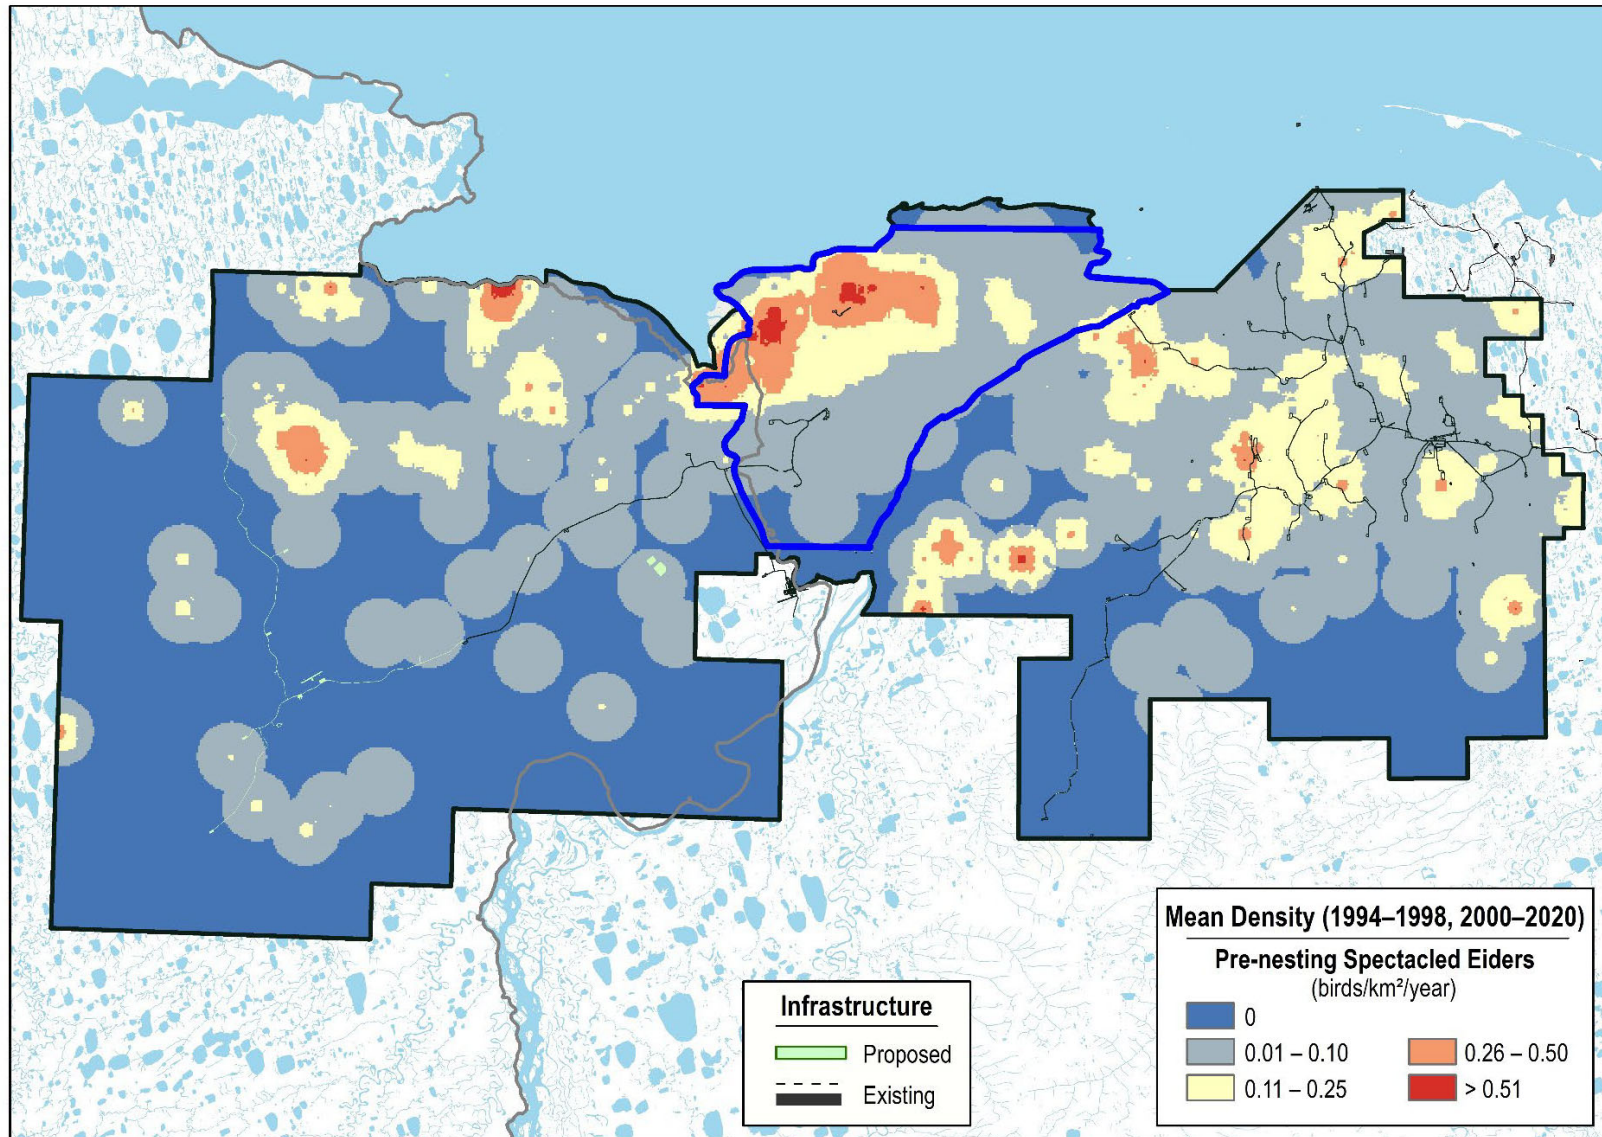 Mean Density (1994–1998, 2000–2020)
Pre-nesting Spectacled Eiders
(birds/km²/year)
0
0.01 – 0.10
0.26 – 0.50
0.11 – 0.25
> 0.51
Infrastructure
Proposed
Existing